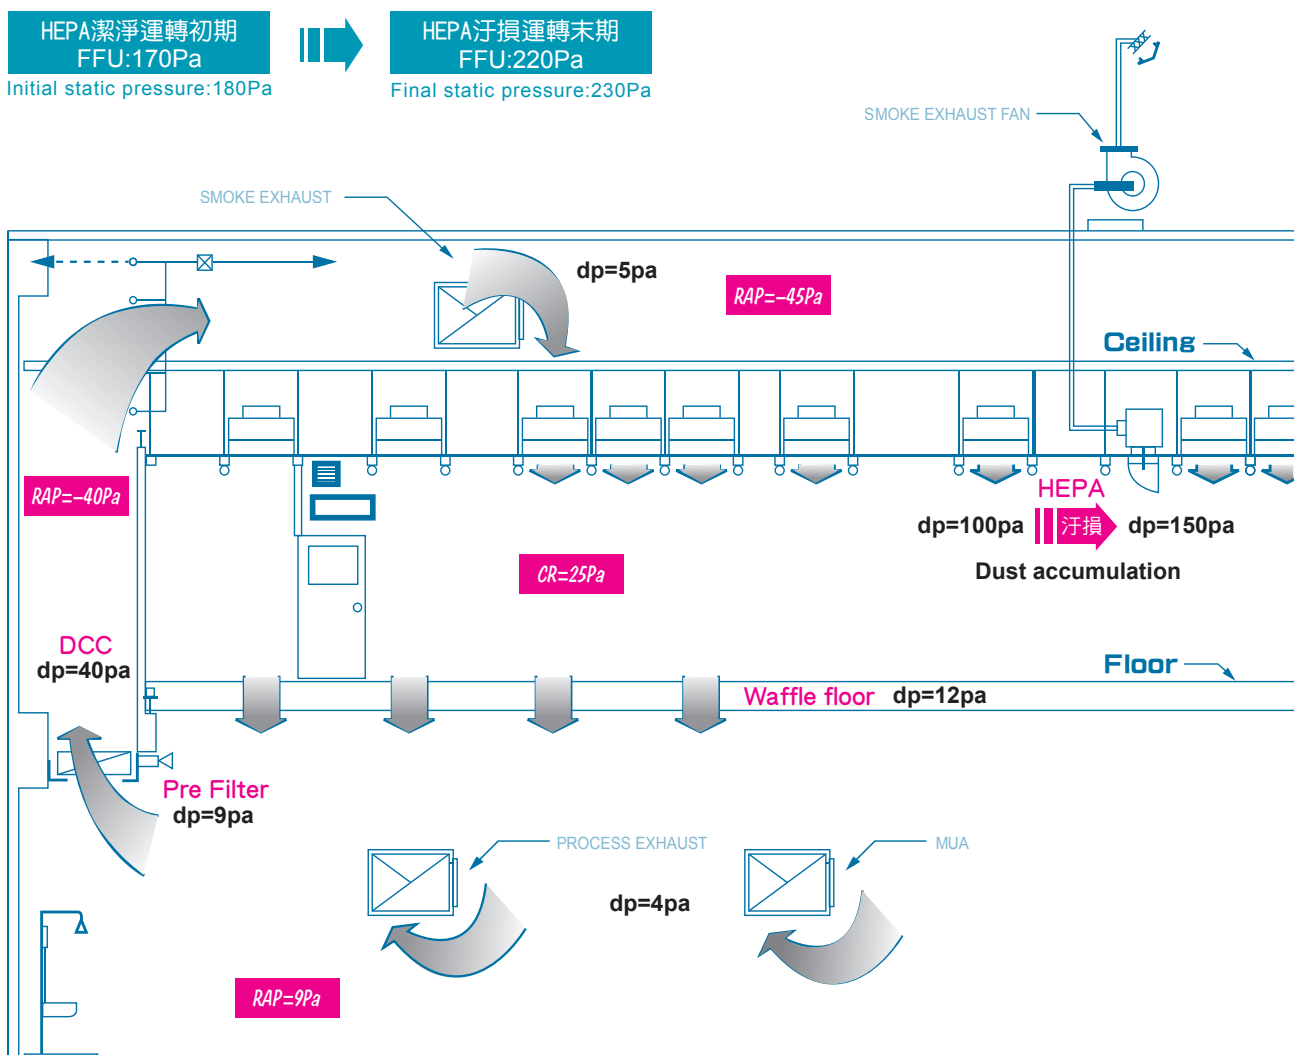 HEPA潔淨運轉初期
FFU:170Pa
Initial static pressure:180Pa
HEPA汙損運轉末期
FFU:220Pa
Final static pressure:230Pa
SMOKE EXHAUST FAN
SMOKE EXHAUST
dp=5pa
RAP=-45Pa
Ceiling
RAP=-40Pa
HEPA
dp=100pa
汙損
dp=150pa
Dust accumulation
CR=25Pa
DCC
dp=40pa
Floor
Waffle floor dp=12pa
Pre Filter
dp=9pa
PROCESS EXHAUST
MUA
dp=4pa
RAP=9Pa